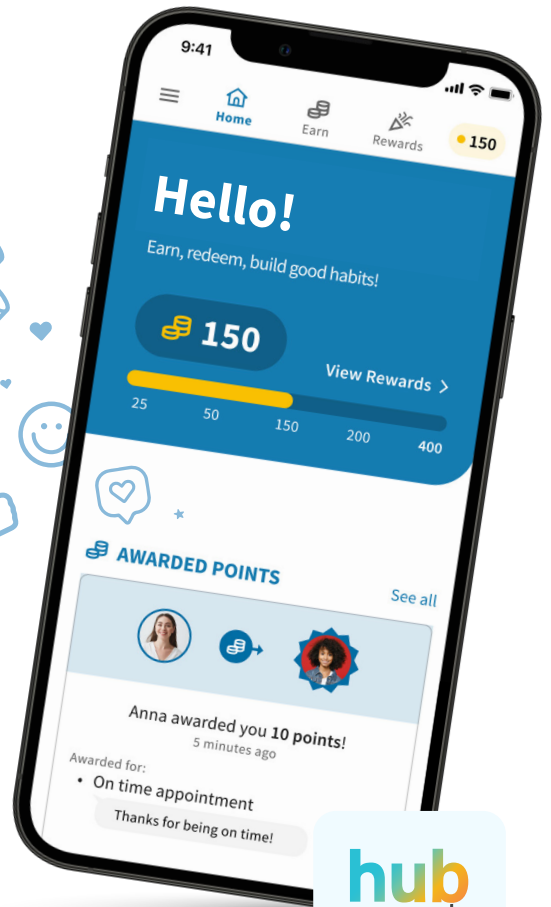 9:41
Home
Earn
Rewards
150
Hello!
Earn, redeem, build good habits!
150
View Rewards
25 50 150 200 400
AWARDED POINTS
See all
Anna awarded you 10 points!
5 minutes ago
Awarded for:
• On time appointment
Thanks for being on time!
hub